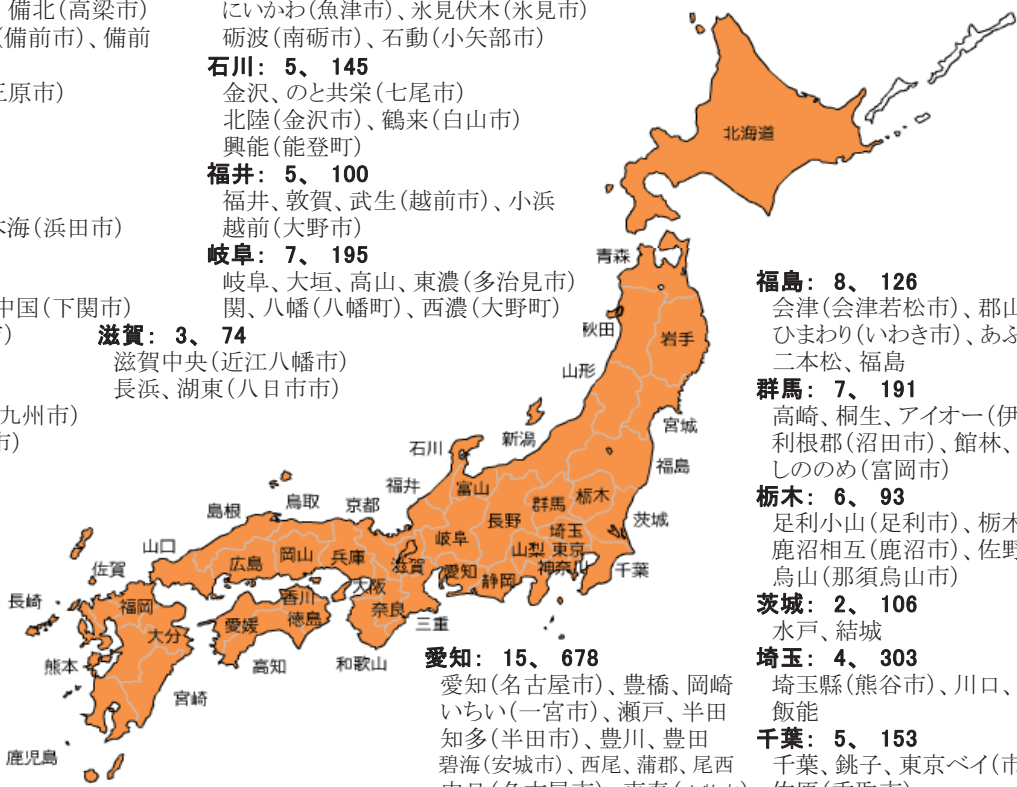 備北(高梁市)
(備前市)、備前
三原市)
本海(浜田市)
中国(下関市)
九州市)
市)
にいかわ(魚津市)、氷見伏木(氷見市)
砺波(南砺市)、石動(小矢部市)
石川： 5、 145
金沢、のと共栄(七尾市)
北陸(金沢市)、鶴来(白山市)
興能(能登町)
福井： 5、 100
福井、敦賀、武生(越前市)、小浜
越前(大野市)
岐阜： 7、 195
岐阜、大垣、高山、東濃(多治見市)
関、八幡(八幡町)、西濃(大野町)
滋賀： 3、 74
滋賀中央(近江八幡市)
長浜、湖東(八日市市)
北海道
青森
秋田
岩手
山形
宮城
新潟
福島
石川
富山
福井
群馬
栃木
茨城
長野
埼玉
岐阜
山梨
東京
神奈川
千葉
愛知
静岡
滋賀
京都
鳥取
島根
兵庫
岡山
広島
山口
大阪
奈良
三重
和歌山
香川
徳島
愛媛
高知
佐賀
福岡
長崎
大分
熊本
宮崎
鹿児島
愛知： 15、 678
愛知(名古屋市)、豊橋、岡崎
いちい(一宮市)、瀬戸、半田
知多(半田市)、豊川、豊田
碧海(安城市)、西尾、蒲郡、尾西
福島： 8、 126
会津(会津若松市)、郡山
ひまわり(いわき市)、あぶ
二本松、福島
群馬： 7、 191
高崎、桐生、アイオー(伊
利根郡(沼田市)、館林、
しののめ(富岡市)
栃木： 6、 93
足利小山(足利市)、栃木
鹿沼相互(鹿沼市)、佐野
烏山(那須烏山市)
茨城： 2、 106
水戸、結城
埼玉： 4、 303
埼玉縣(熊谷市)、川口、
飯能
千葉： 5、 153
千葉、銚子、東京ベイ(市